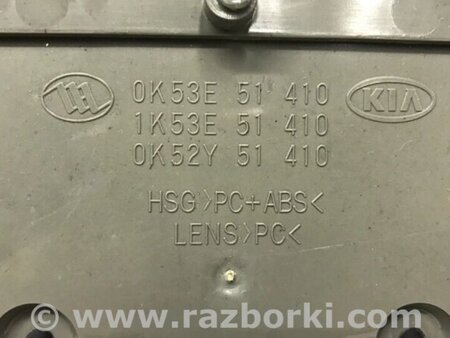 0K53E 51 410
KIA
1K53E 51 410
0K52Y 51 410
HSG>PC+ABS<
LENS>PC<
© www.razborki.com